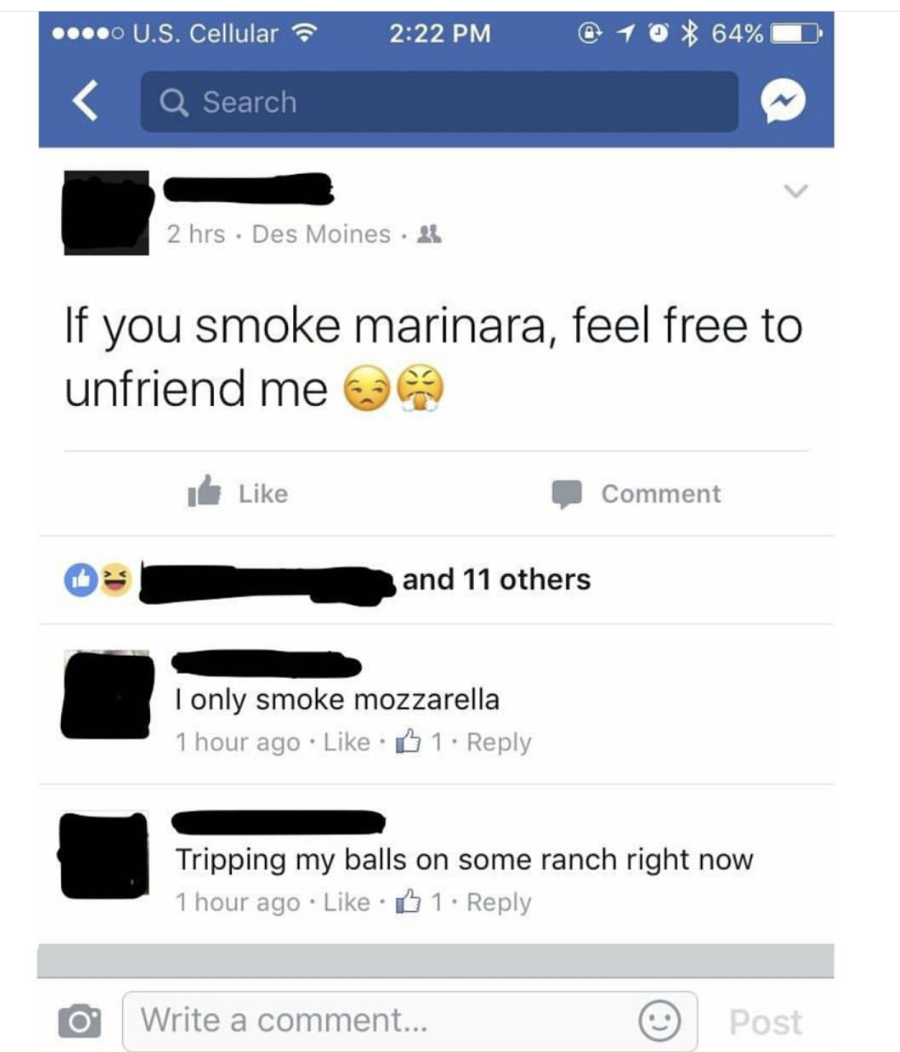 U.S. Cellular 2:22 PM 64%
Search
2 hrs · Des Moines ·
If you smoke marinara, feel free to
unfriend me 😒😤
Like Comment
and 11 others
I only smoke mozzarella
1 hour ago · Like · 1 · Reply
Tripping my balls on some ranch right now
1 hour ago · Like · 1 · Reply
Write a comment... Post